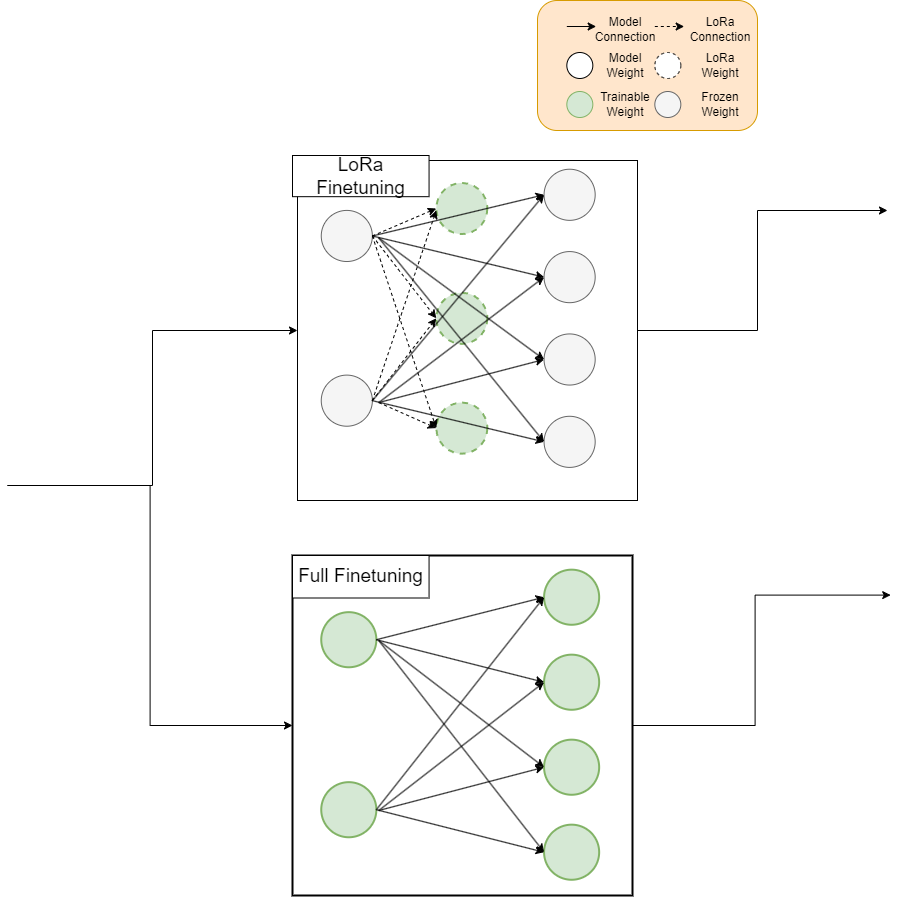 Model
Connection
LoRa
Connection
Model
Weight
LoRa
Weight
Trainable
Weight
Frozen
Weight
LoRa
Finetuning
Full Finetuning